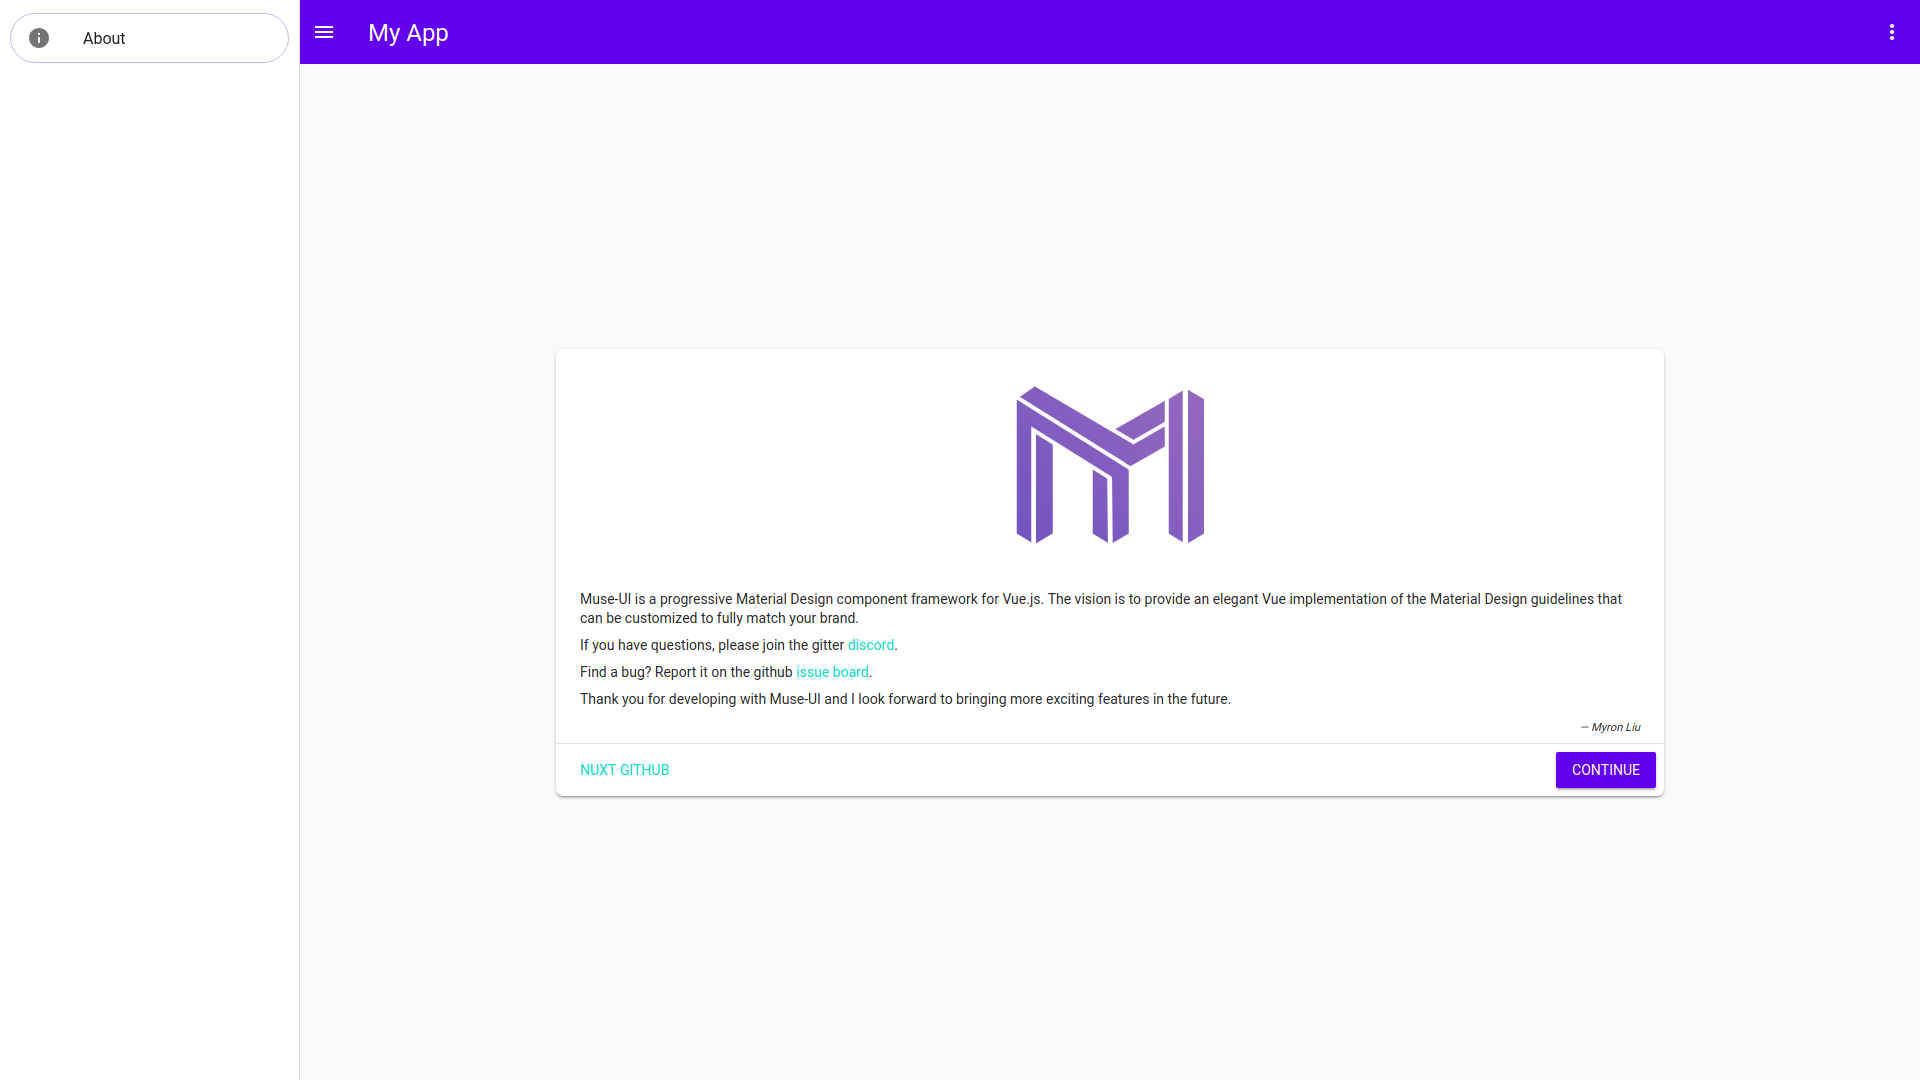 About
My App
Muse-UI is a progressive Material Design component framework for Vue.js. The vision is to provide an elegant Vue implementation of the Material Design guidelines that
can be customized to fully match your brand.
If you have questions, please join the gitter discord.
Find a bug? Report it on the github issue board.
Thank you for developing with Muse-UI and I look forward to bringing more exciting features in the future.
— Myron Liu
NUXT GITHUB
CONTINUE